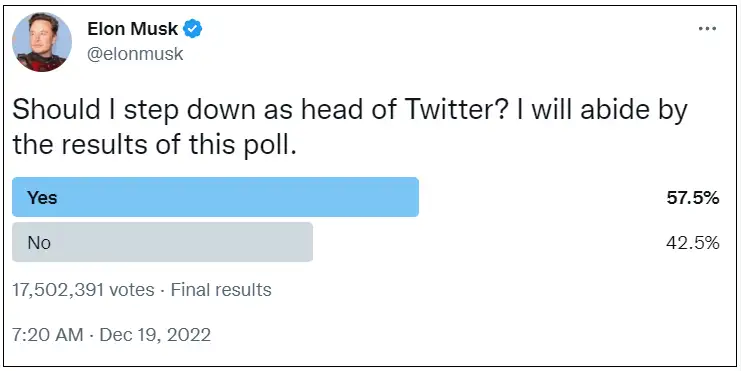 Elon Musk
@elonmusk
Should I step down as head of Twitter? I will abide by
the results of this poll.
Yes 57.5%
No 42.5%
17,502,391 votes · Final results
7:20 AM · Dec 19, 2022